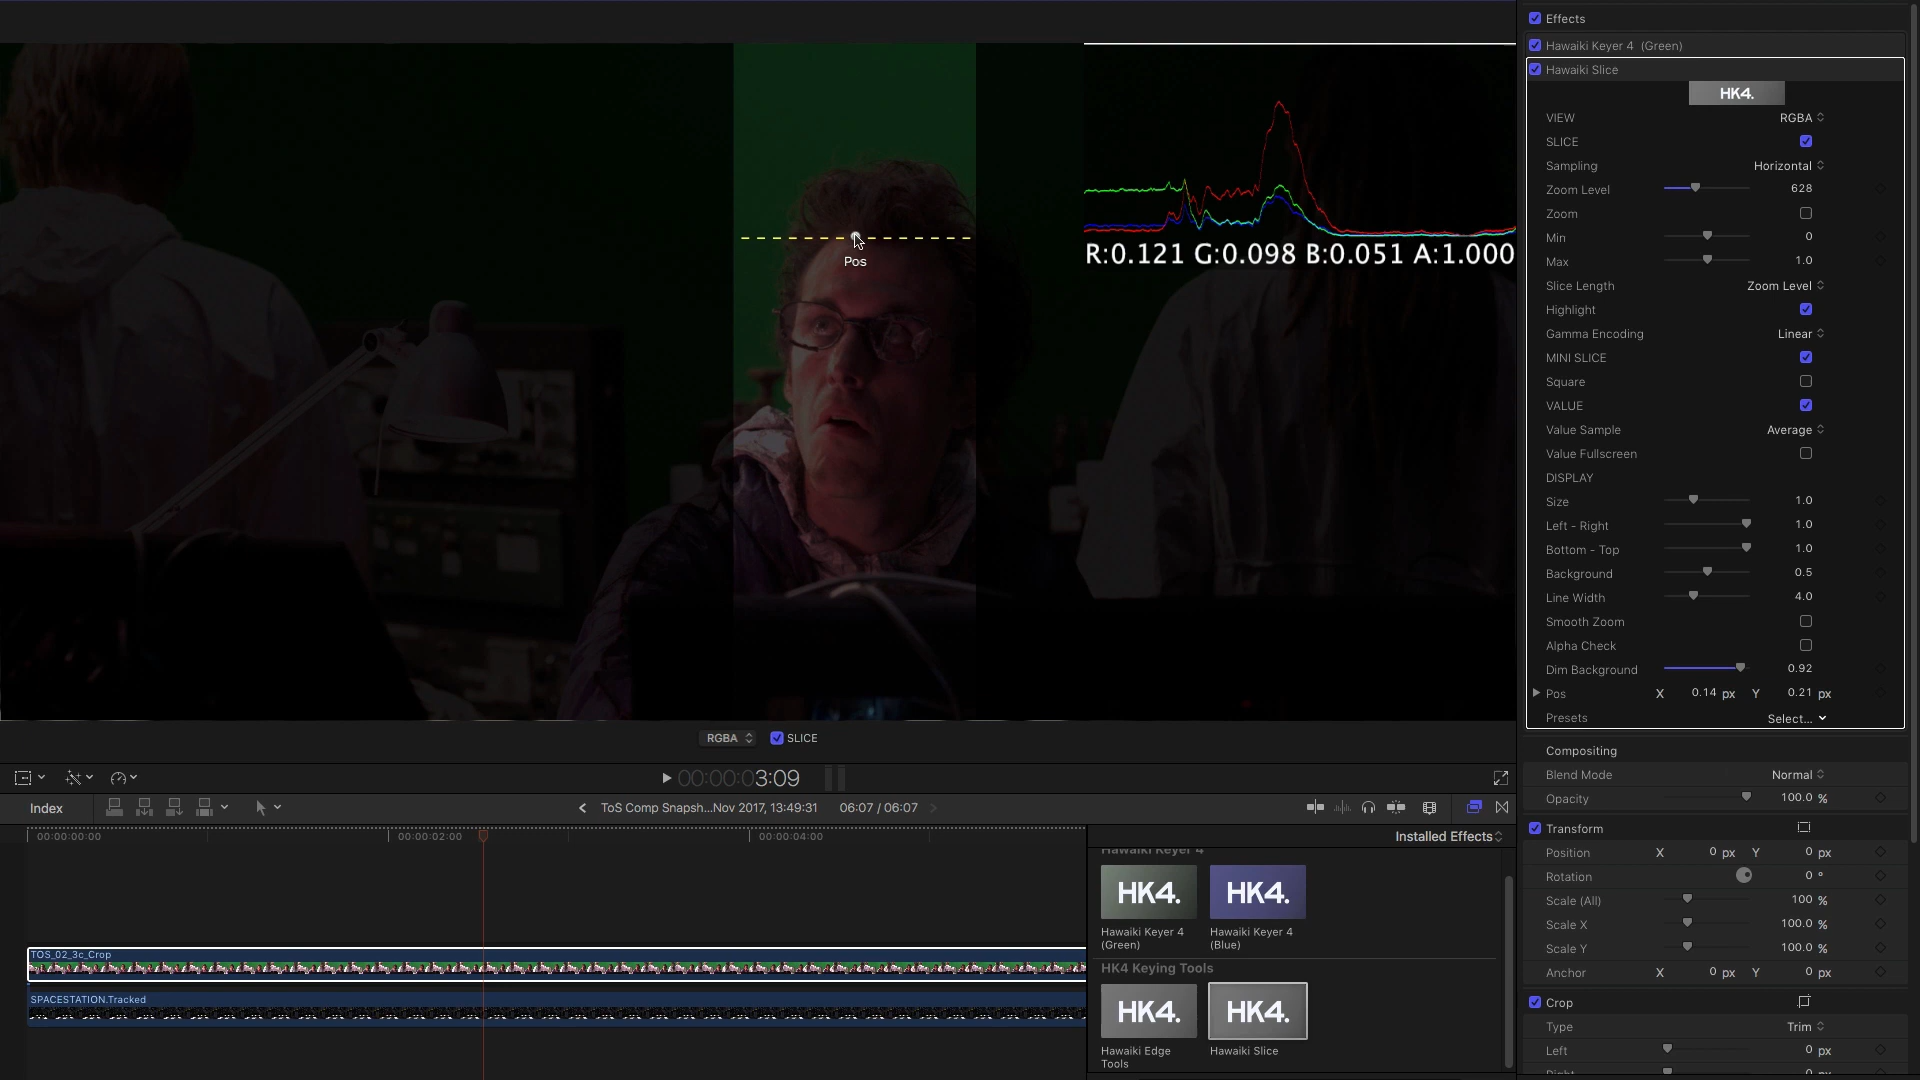 Effects
Hawaiki Keyer 4 (Green)
Hawaiki Slice
HK4.
VIEW RGBA
SLICE
Sampling Horizontal
Zoom Level 628
Zoom
Min 0
Max 1.0
Slice Length Zoom Level
Highlight
Gamma Encoding Linear
MINI SLICE
Square
VALUE
Value Sample Average
Value Fullscreen
DISPLAY
Size 1.0
Left - Right 1.0
Bottom - Top 1.0
Background 0.5
Line Width 4.0
Smooth Zoom
Alpha Check
Dim Background 0.92
Pos X 0.14 px Y 0.21 px
Presets Select...
Compositing
Blend Mode Normal
Opacity 100.0 %
Transform
Position X 0 px Y 0 px
Rotation 0 °
Scale (All) 100 %
Scale X 100.0 %
Scale Y 100.0 %
Anchor X 0 px Y 0 px
Crop
Type Trim
Left 0 px
Right 0 px
R:0.121 G:0.098 B:0.051 A:1.000
Pos
RGBA SLICE
00:00:03:09
Index
ToS Comp Snapsh...Nov 2017, 13:49:31 06:07 / 06:07
00:00:00:00 00:00:02:00 00:00:04:00
TOS_02_3c_Crop
SPACESTATION.Tracked
Installed Effects
Hawaiki Keyer 4
HK4. HK4.
Hawaiki Keyer 4 (Green)
Hawaiki Keyer 4 (Blue)
HK4 Keying Tools
HK4. HK4.
Hawaiki Edge Tools
Hawaiki Slice